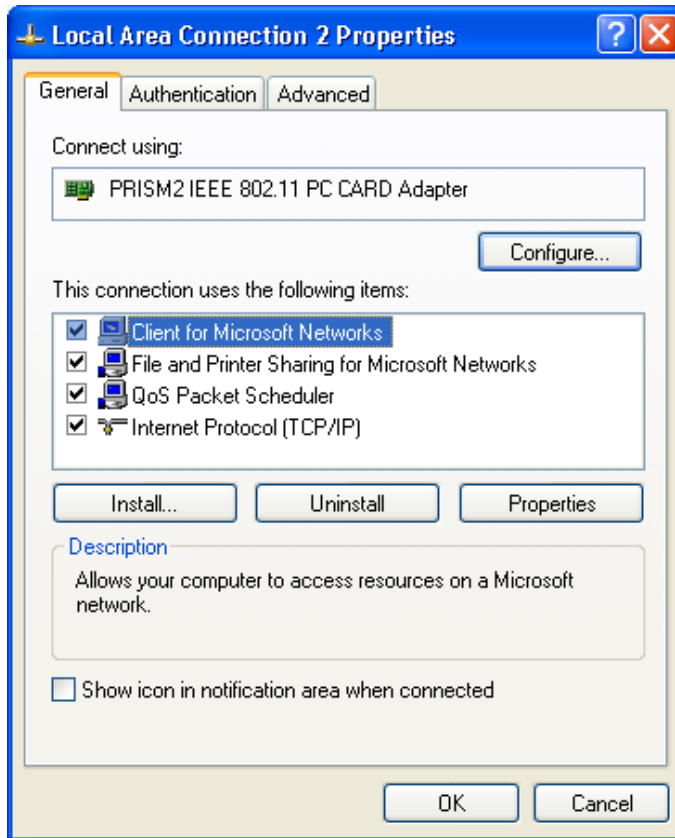 Local Area Connection 2 Properties
General Authentication Advanced
Connect using:
PRISM2 IEEE 802.11 PC CARD Adapter
Configure...
This connection uses the following items:
Client for Microsoft Networks
File and Printer Sharing for Microsoft Networks
QoS Packet Scheduler
Internet Protocol (TCP/IP)
Install... Uninstall Properties
Description
Allows your computer to access resources on a Microsoft
network.
Show icon in notification area when connected
OK Cancel